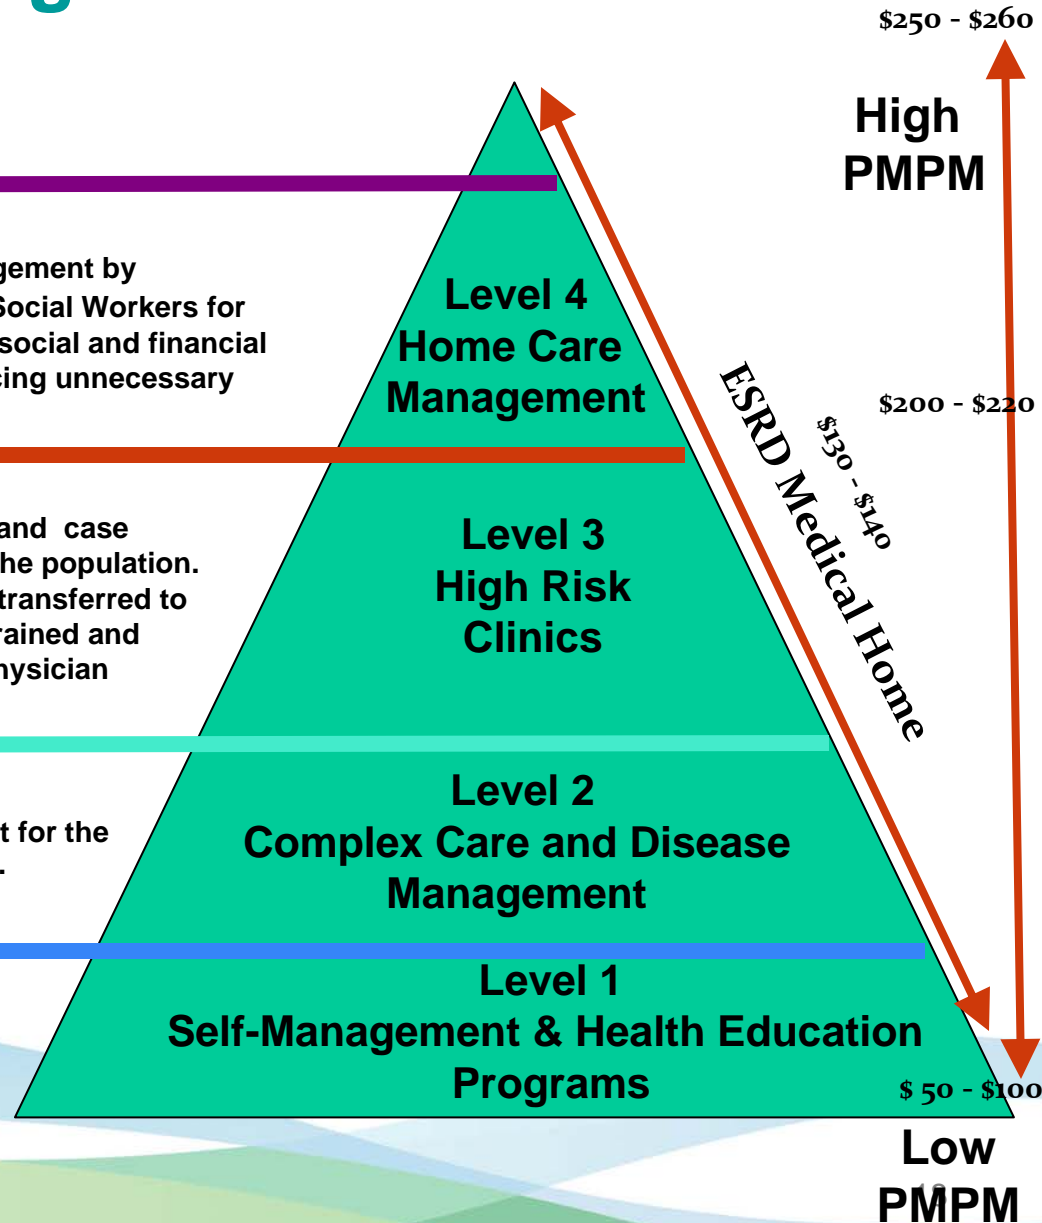 g
$250 - $260
High
PMPM
gement by
Social Workers for
social and financial
cing unnecessary
Level 4
Home Care
Management
$200 - $220
$130 - $140
ESRD Medical Home
and case
he population.
transferred to
rained and
hysician
Level 3
High Risk
Clinics
t for the
.
Level 2
Complex Care and Disease
Management
Level 1
Self-Management & Health Education
Programs
$ 50 - $100
Low
PMPM